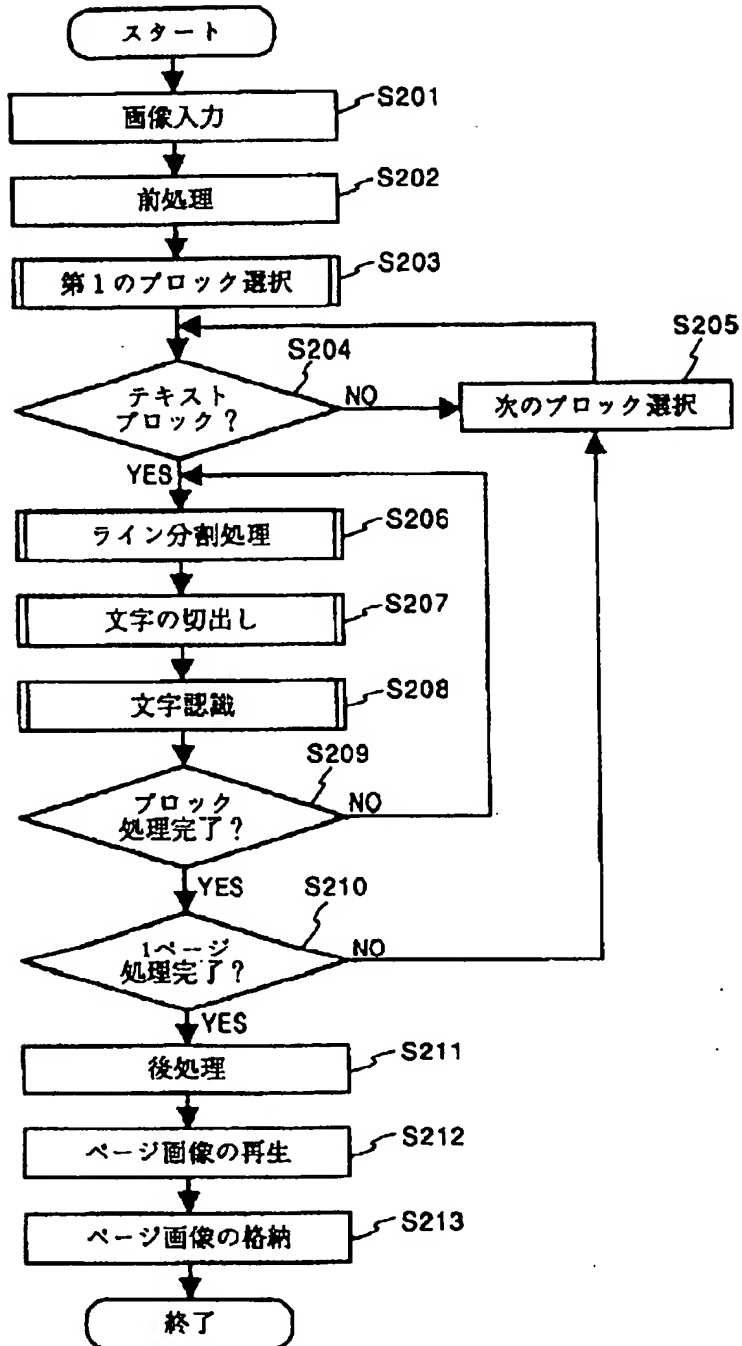 スタート
画像入力
S201
前処理
S202
第1のブロック選択
S203
S204
テキスト
ブロック?
NO
S205
次のブロック選択
YES
ライン分割処理
S206
文字の切出し
S207
文字認識
S208
S209
ブロック
処理完了?
NO
YES
S210
1ページ
処理完了?
NO
YES
後処理
S211
ページ画像の再生
S212
ページ画像の格納
S213
終了